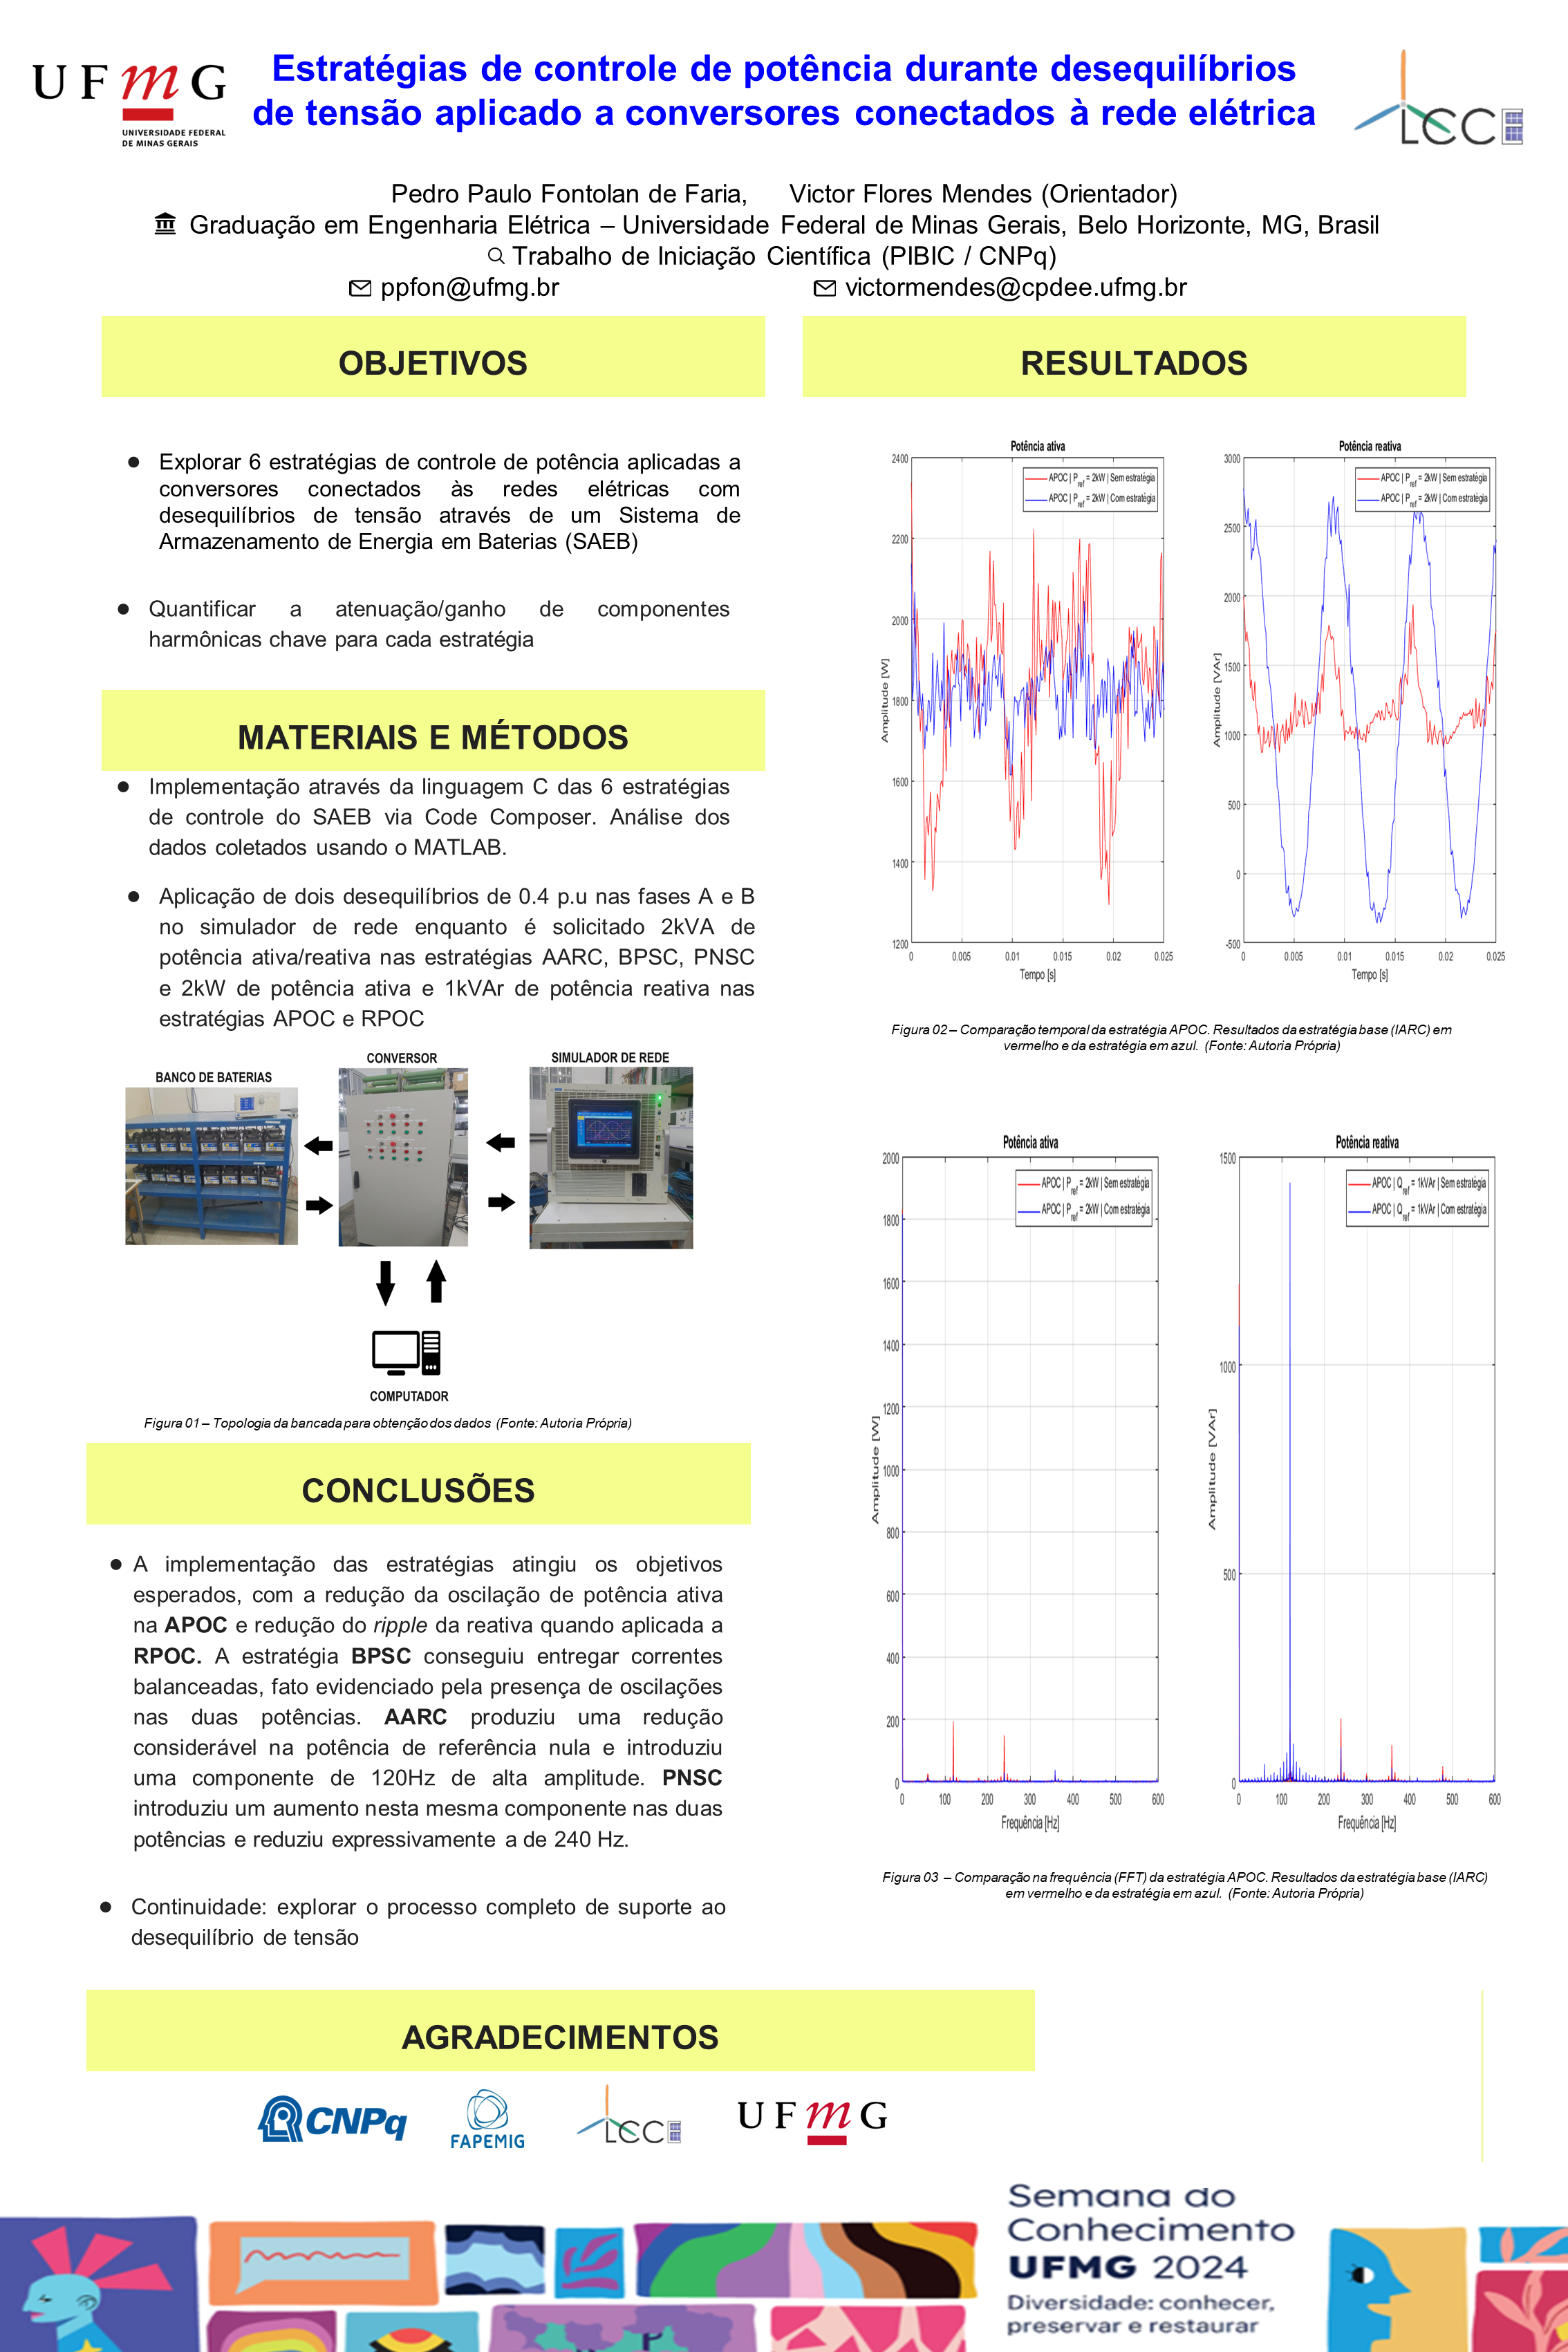 UFMG
UNIVERSIDADE FEDERAL
DE MINAS GERAIS
Estratégias de controle de potência durante desequilíbrios
de tensão aplicado a conversores conectados à rede elétrica
LCCE
Pedro Paulo Fontolan de Faria, Victor Flores Mendes (Orientador)
Graduação em Engenharia Elétrica – Universidade Federal de Minas Gerais, Belo Horizonte, MG, Brasil
Trabalho de Iniciação Científica (PIBIC / CNPq)
ppfon@ufmg.br victormendes@cpdee.ufmg.br
OBJETIVOS
● Explorar 6 estratégias de controle de potência aplicadas a
conversores conectados às redes elétricas com
desequilíbrios de tensão através de um Sistema de
Armazenamento de Energia em Baterias (SAEB)
● Quantificar a atenuação/ganho de componentes
harmônicas chave para cada estratégia
MATERIAIS E MÉTODOS
● Implementação através da linguagem C das 6 estratégias
de controle do SAEB via Code Composer. Análise dos
dados coletados usando o MATLAB.
● Aplicação de dois desequilíbrios de 0.4 p.u nas fases A e B
no simulador de rede enquanto é solicitado 2kVA de
potência ativa/reativa nas estratégias AARC, BPSC, PNSC
e 2kW de potência ativa e 1kVAr de potência reativa nas
estratégias APOC e RPOC
BANCO DE BATERIAS
CONVERSOR
SIMULADOR DE REDE
COMPUTADOR
Figura 01 – Topologia da bancada para obtenção dos dados (Fonte: Autoria Própria)
CONCLUSÕES
● A implementação das estratégias atingiu os objetivos
esperados, com a redução da oscilação de potência ativa
na APOC e redução do ripple da reativa quando aplicada a
RPOC. A estratégia BPSC conseguiu entregar correntes
balanceadas, fato evidenciado pela presença de oscilações
nas duas potências. AARC produziu uma redução
considerável na potência de referência nula e introduziu
uma componente de 120Hz de alta amplitude. PNSC
introduziu um aumento nesta mesma componente nas duas
potências e reduziu expressivamente a de 240 Hz.
● Continuidade: explorar o processo completo de suporte ao
desequilíbrio de tensão
RESULTADOS
Potência ativa
APOC | Pref = 2kW | Sem estratégia
APOC | Pref = 2kW | Com estratégia
2400
2200
2000
1800
1600
1400
1200
Amplitude [W]
0 0.005 0.01 0.015 0.02 0.025
Tempo [s]
Potência reativa
APOC | Pref = 2kW | Sem estratégia
APOC | Pref = 2kW | Com estratégia
3000
2500
2000
1500
1000
500
0
-500
Amplitude [VAr]
0 0.005 0.01 0.015 0.02 0.025
Tempo [s]
Figura 02 – Comparação temporal da estratégia APOC. Resultados da estratégia base (IARC) em
vermelho e da estratégia em azul. (Fonte: Autoria Própria)
Potência ativa
APOC | Pref = 2kW | Sem estratégia
APOC | Pref = 2kW | Com estratégia
2000
1800
1600
1400
1200
1000
800
600
400
200
0
Amplitude [W]
0 100 200 300 400 500 600
Frequência [Hz]
Potência reativa
APOC | Qref = 1kVAr | Sem estratégia
APOC | Qref = 1kVAr | Com estratégia
1500
1000
500
0
Amplitude [VAr]
0 100 200 300 400 500 600
Frequência [Hz]
Figura 03 – Comparação na frequência (FFT) da estratégia APOC. Resultados da estratégia base (IARC)
em vermelho e da estratégia em azul. (Fonte: Autoria Própria)
AGRADECIMENTOS
CNPq
FAPEMIG
LCCE
UFMG
Semana do
Conhecimento
UFMG 2024
Diversidade: conhecer,
preservar e restaurar